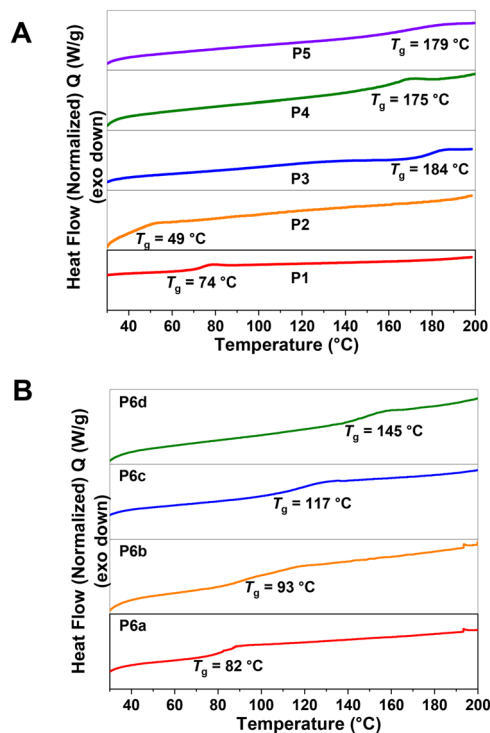 A
Heat Flow (Normalized) Q (W/g)
(exo down)
P5
Tg = 179 °C
P4
Tg = 175 °C
P3
Tg = 184 °C
P2
Tg = 49 °C
P1
Tg = 74 °C
40 60 80 100 120 140 160 180 200
Temperature (°C)
B
Heat Flow (Normalized) Q (W/g)
(exo down)
P6d
Tg = 145 °C
P6c
Tg = 117 °C
P6b
Tg = 93 °C
P6a
Tg = 82 °C
40 60 80 100 120 140 160 180 200
Temperature (°C)